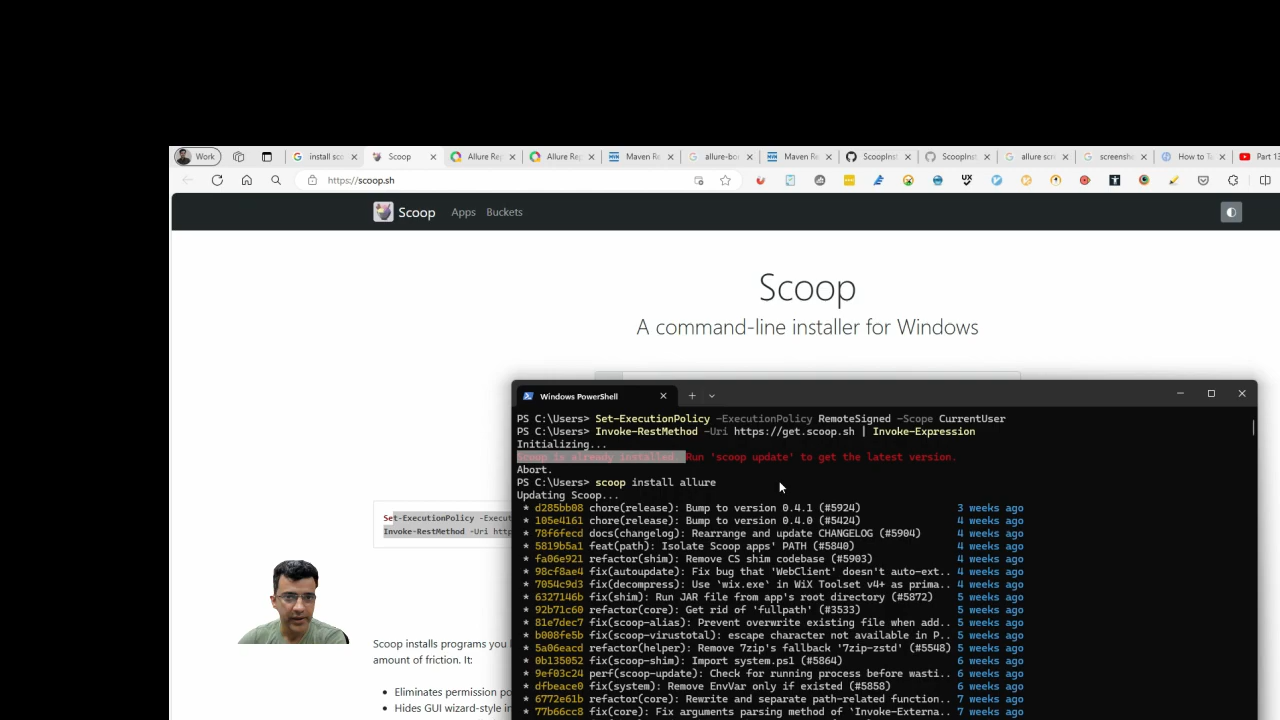 Work
install sco
Scoop
Allure Rep
Allure Rep
Maven Re
allure-bo
Maven Re
ScoopInst
ScoopInst
allure scre
screensho
How to Ta
Part 13
https://scoop.sh
UX
Scoop Apps Buckets
Scoop
A command-line installer for Windows
Set-ExecutionPolicy -Execut
Invoke-RestMethod -Uri http
Scoop installs programs you
amount of friction. It:
Eliminates permission po
Hides GUI wizard-style in
Windows PowerShell
PS C:\Users> Set-ExecutionPolicy -ExecutionPolicy RemoteSigned -Scope CurrentUser
PS C:\Users> Invoke-RestMethod -Uri https://get.scoop.sh | Invoke-Expression
Initializing...
Scoop is already installed. Run 'scoop update' to get the latest version.
Abort.
PS C:\Users> scoop install allure
Updating Scoop...
* d285bb08 chore(release): Bump to version 0.4.1 (#5924) 3 weeks ago
* 105e4161 chore(release): Bump to version 0.4.0 (#5424) 4 weeks ago
* 78f6fecd docs(changelog): Rearrange and update CHANGELOG (#5904) 4 weeks ago
* 5819b5a1 feat(path): Isolate Scoop apps' PATH (#5840) 4 weeks ago
* fa06e921 refactor(shim): Remove CS shim codebase (#5903) 4 weeks ago
* 98cf8ae4 fix(autoupdate): Fix bug that 'WebClient' doesn't auto-ext.. 4 weeks ago
* 7054c9d3 fix(decompress): Use 'wix.exe' in WiX Toolset v4+ as prima.. 4 weeks ago
* 6327146b fix(shim): Run JAR file from app's root directory (#5872) 5 weeks ago
* 92b71c60 refactor(core): Get rid of 'fullpath' (#3533) 5 weeks ago
* 81e7dec7 fix(scoop-alias): Prevent overwrite existing file when add.. 5 weeks ago
* b008fe5b fix(scoop-virustotal): escape character not available in P.. 5 weeks ago
* 5a06eacd refactor(helper): Remove 7zip's fallback '7zip-zstd' (#5548) 5 weeks ago
* 0b135052 fix(scoop-shim): Import system.ps1 (#5864) 6 weeks ago
* 9ef03c24 perf(scoop-update): Check for running process before wasti.. 6 weeks ago
* dfbeace0 fix(system): Remove EnvVar only if existed (#5858) 6 weeks ago
* 6772e61b refactor(core): Rewrite and separate path-related function.. 7 weeks ago
* 77b66cc8 fix(core): Fix arguments parsing method of `Invoke-Externa.. 7 weeks ago